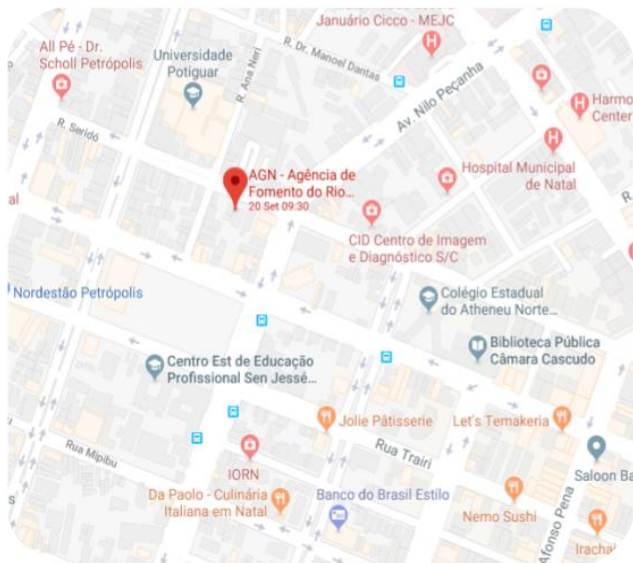 Januário Cicco - MEJC
All Pé - Dr.
Scholl Petrópolis
Universidade
Potiguar
R. Dr. Manoel Dantas
R. Ana Neri
Av. Nilo Peçanha
Harmo
Center
R. Seridó
AGN - Agência de
Fomento do Rio...
20 Set 09:30
Hospital Municipal
de Natal
R.
al
CID Centro de Imagem
e Diagnóstico S/C
Nordestão Petrópolis
Colégio Estadual
do Atheneu Norte...
Biblioteca Pública
Câmara Cascudo
Centro Est de Educação
Profissional Sen Jessé...
Jolie Pâtisserie
Let's Temakeria
Rua Mipibu
IORN
Rua Trairi
Saloon Ba
Da Paolo - Culinária
Italiana em Natal
Banco do Brasil Estilo
Nemo Sushi
Afonso Pena
Irachai